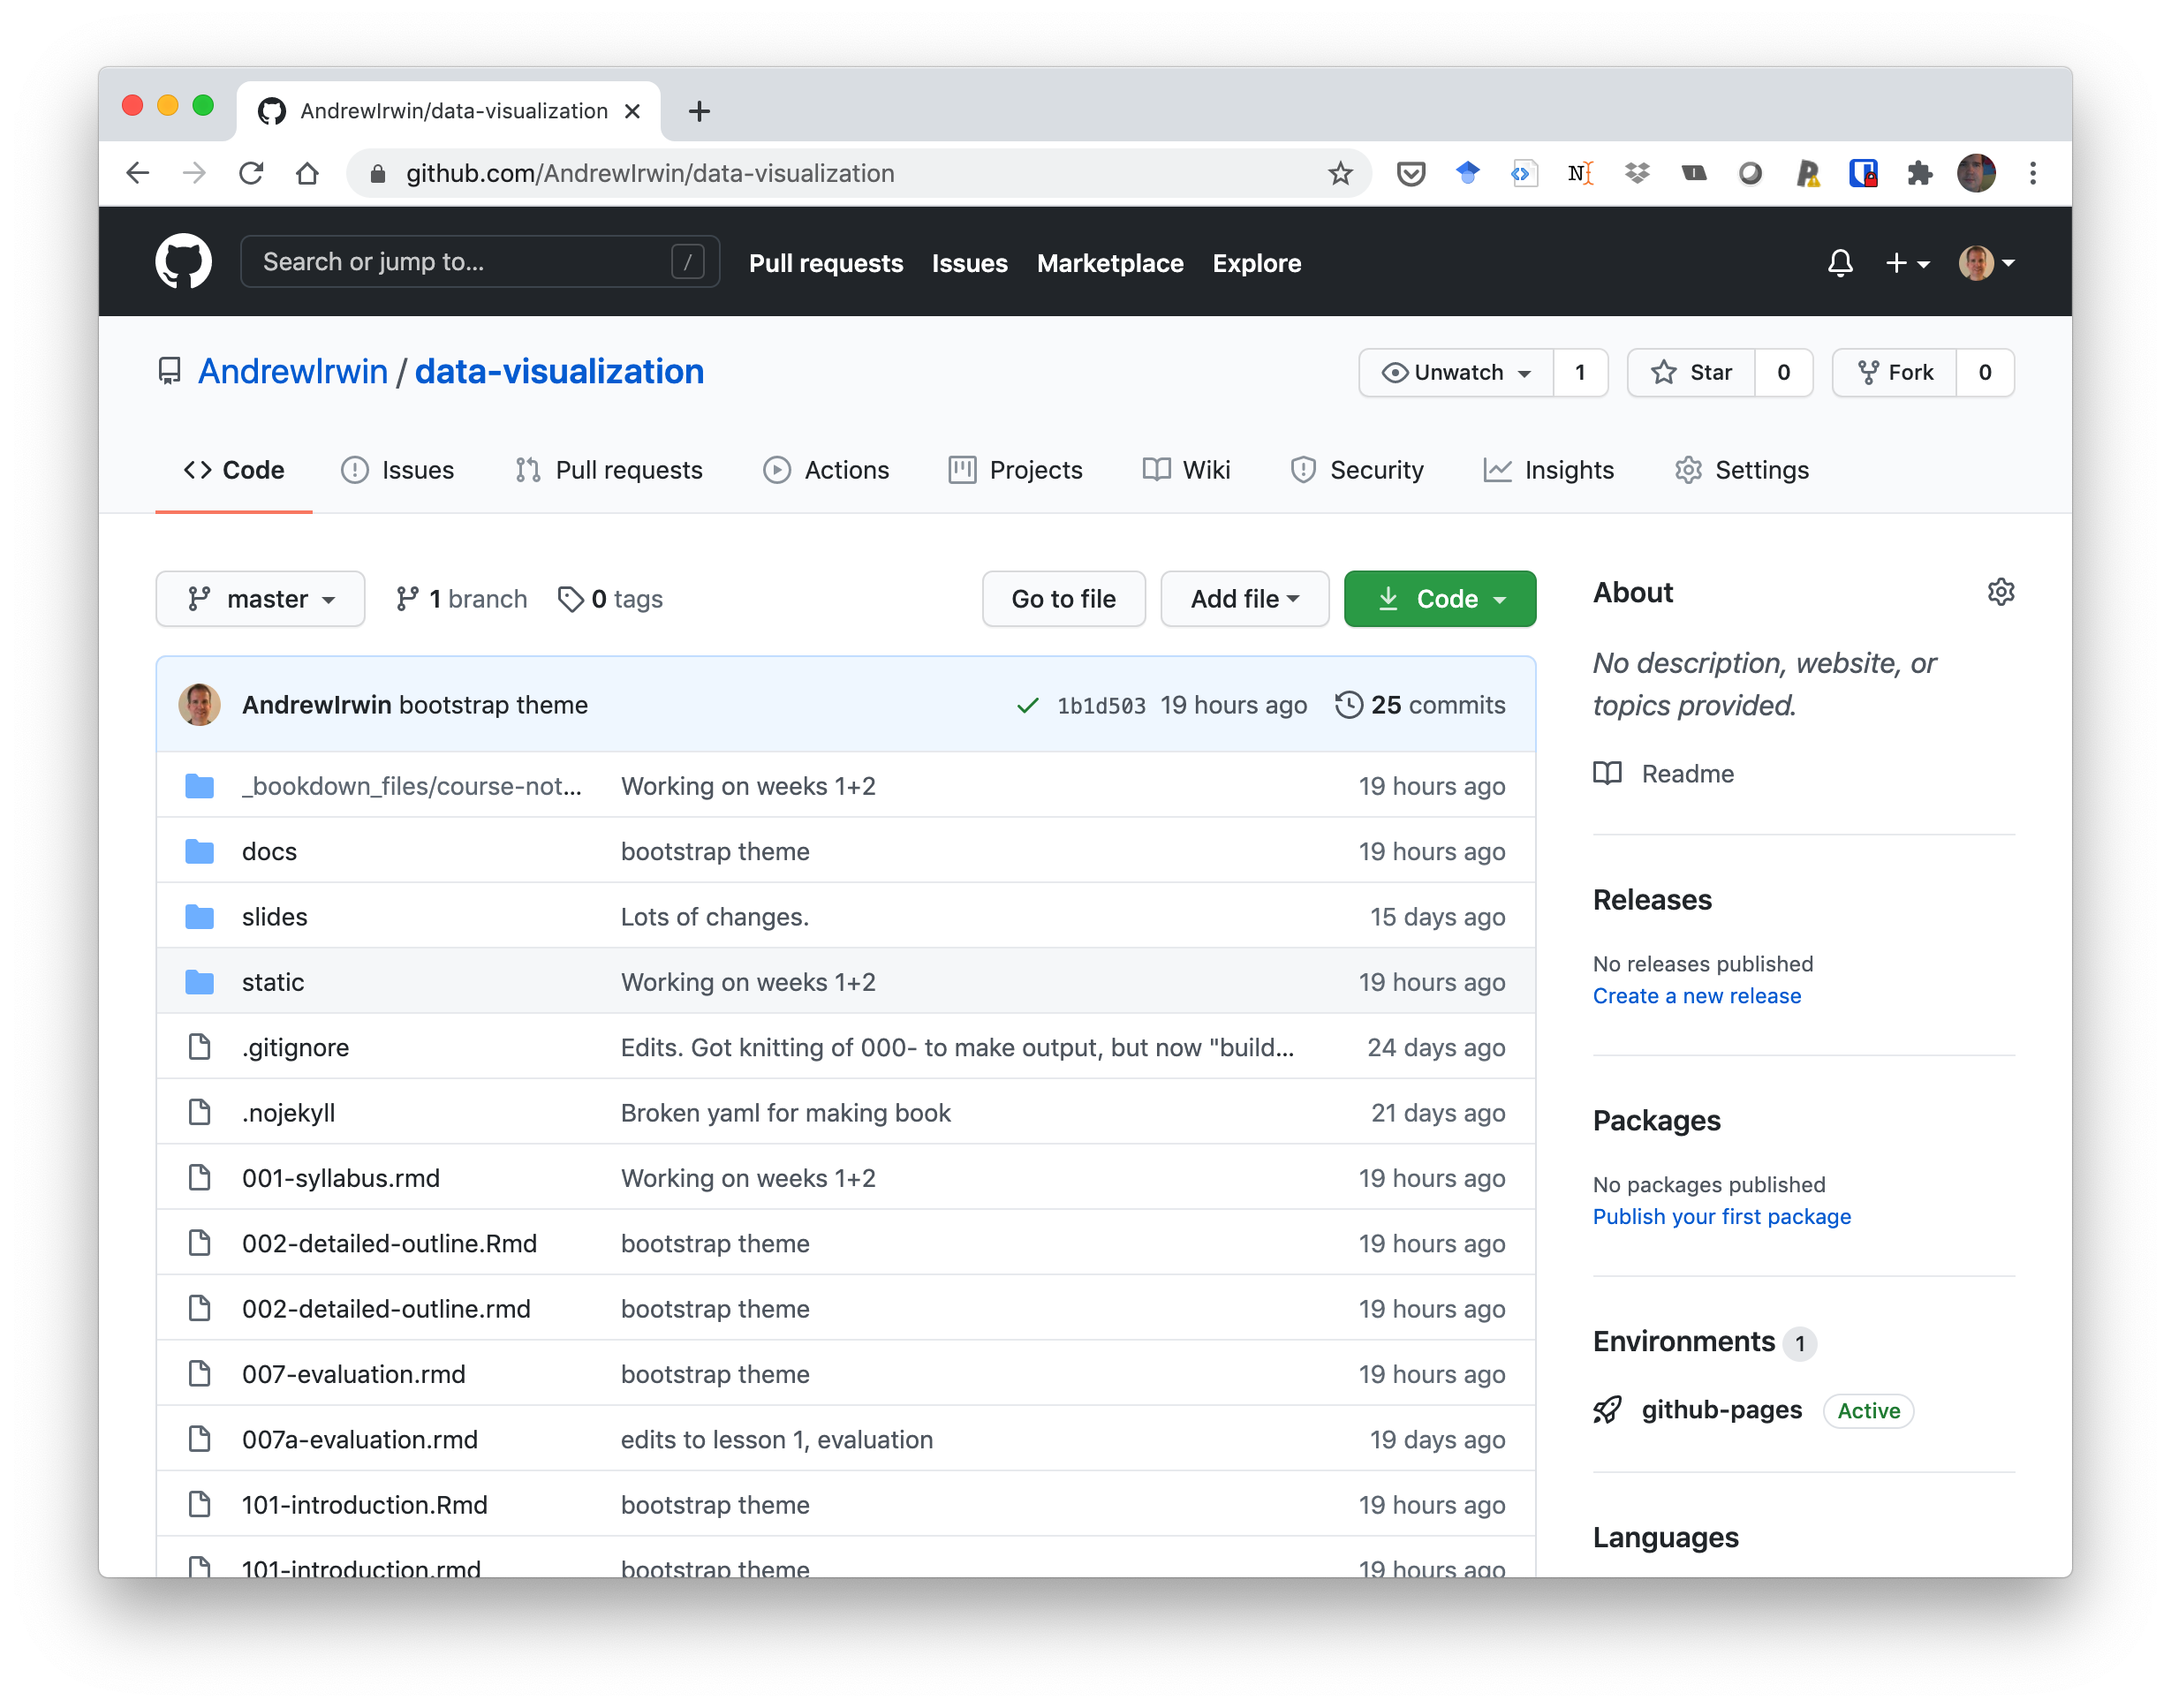 AndrewIrwin/data-visualization
github.com/AndrewIrwin/data-visualization
Search or jump to... /
Pull requests Issues Marketplace Explore
AndrewIrwin / data-visualization
Unwatch 1 Star 0 Fork 0
Code Issues Pull requests Actions Projects Wiki Security Insights Settings
master 1 branch 0 tags Go to file Add file Code
AndrewIrwin bootstrap theme 1b1d503 19 hours ago 25 commits
_bookdown_files/course-not... Working on weeks 1+2 19 hours ago
docs bootstrap theme 19 hours ago
slides Lots of changes. 15 days ago
static Working on weeks 1+2 19 hours ago
.gitignore Edits. Got knitting of 000- to make output, but now "build... 24 days ago
.nojekyll Broken yaml for making book 21 days ago
001-syllabus.rmd Working on weeks 1+2 19 hours ago
002-detailed-outline.Rmd bootstrap theme 19 hours ago
002-detailed-outline.rmd bootstrap theme 19 hours ago
007-evaluation.rmd bootstrap theme 19 hours ago
007a-evaluation.rmd edits to lesson 1, evaluation 19 days ago
101-introduction.Rmd bootstrap theme 19 hours ago
101-introduction.rmd bootstrap theme 19 hours ago
About
No description, website, or
topics provided.
Readme
Releases
No releases published
Create a new release
Packages
No packages published
Publish your first package
Environments 1
github-pages Active
Languages